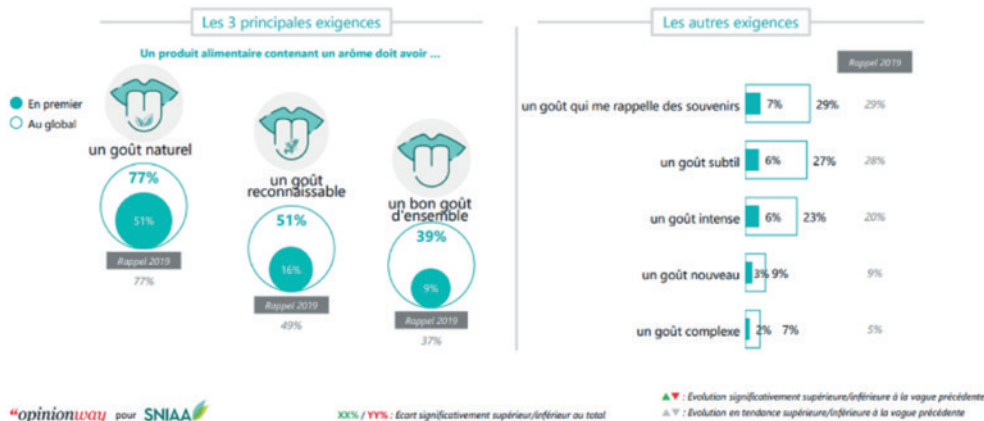 Les 3 principales exigences
Un produit alimentaire contenant un arôme doit avoir ...
En premier
Au global
un goût naturel
77%
51%
Rappel 2019
77%
un goût
reconnaissable
51%
16%
Rappel 2019
49%
un bon goût
d'ensemble
39%
9%
Rappel 2019
37%
Les autres exigences
Rappel 2019
un goût qui me rappelle des souvenirs 7% 29% 29%
un goût subtil 6% 27% 28%
un goût intense 6% 23% 20%
un goût nouveau 3% 9% 9%
un goût complexe 2% 7% 5%
"opinionway pour SNIAA
XX% / YY% : Ecart significativement supérieur/inférieur au total
▲▼ : Evolution significativement supérieure/inférieure à la vague précédente
▲▼ : Evolution en tendance supérieure/inférieure à la vague précédente